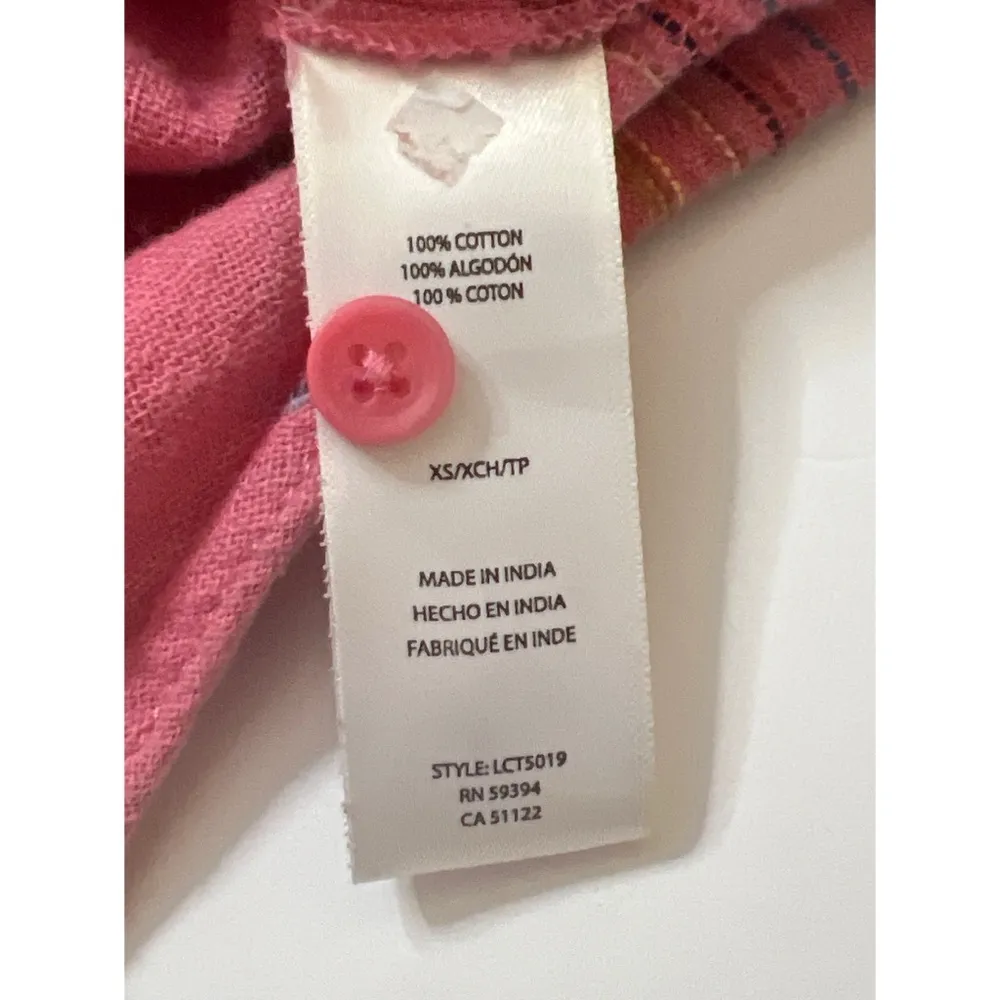 100% COTTON
100% ALGODÓN
100 % COTON
XS/XCH/TP
MADE IN INDIA
HECHO EN INDIA
FABRIQUÉ EN INDE
STYLE: LCT5019
RN 59394
CA 51122